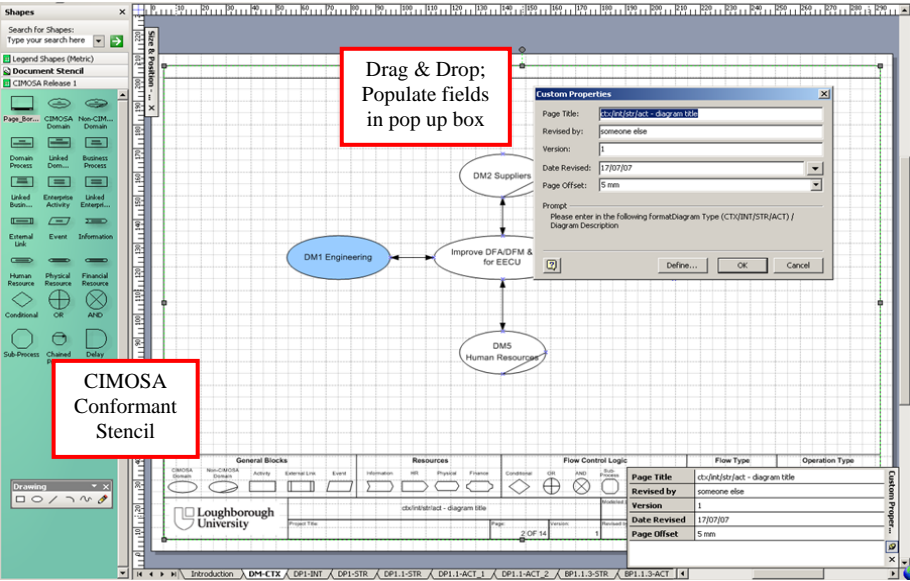 Shapes
Search for Shapes:
Type your search here
Legend Shapes (Metric)
Document Stencil
CIMOSA Release 1
Page_Bor... CIMOSA Domain Non-CIM... Domain
Domain Process Linked Dom... Business Process
Linked Busin... Enterprise Activity Linked Enterpri...
External Link Event Information
Human Resource Physical Resource Financial Resource
Conditional OR AND
Sub-Process Chained Delay
CIMOSA
Conformant
Stencil
Drawing
Size & Position - ...
Drag & Drop;
Populate fields
in pop up box
Custom Properties
Page Title: ctx/int/str/act - diagram title
Revised by: someone else
Version: 1
Date Revised: 17/07/07
Page Offset: 5 mm
Prompt
Please enter in the following formatDiagram Type (CTX/INT/STR/ACT) /
Diagram Description
Define... OK Cancel
DM2 Suppliers
DM1 Engineering
Improve DFA/DFM &
for EECU
DM5
Human Resources
General Blocks Resources Flow Control Logic Flow Type Operation Type
CIMOSA Domain Non-CIMOSA Domain Activity External Link Event Information HR Physical Finance Conditional OR AND Sub-Process
Loughborough
University
ctx/int/str/act - diagram title
Project Title
Page:
2 OF 14
Version:
1
Revised by
Page Title ctx/int/str/act - diagram title
Revised by someone else
Version 1
Date Revised 17/07/07
Page Offset 5 mm
Custom Proper...
Introduction DM-CTX DP1-INT DP1-STR DP1.1-STR DP1.1-ACT_1 DP1.1-ACT_2 BP1.1.3-STR BP1.1.3-ACT